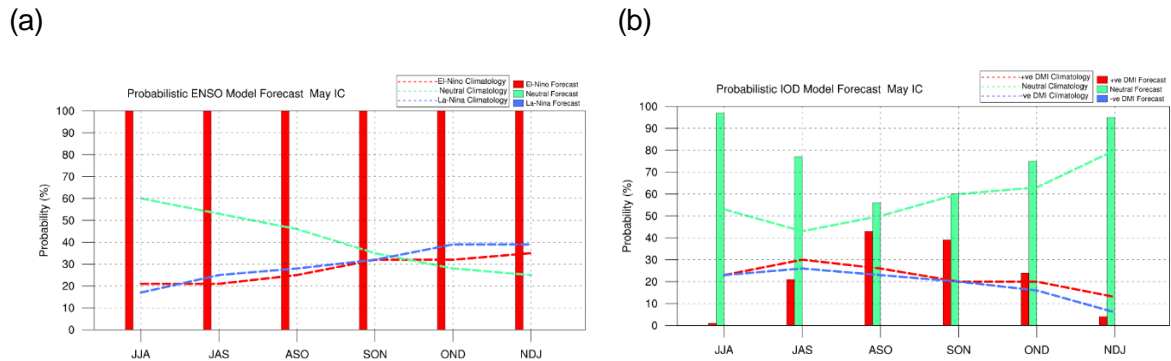 (a)
El-Nino Climatology
Neutral Climatology
La-Nina Climatology
El-Nino Forecast
Neutral Forecast
La-Nina Forecast
Probabilistic ENSO Model Forecast May IC
Probability (%)
100
90
80
70
60
50
40
30
20
10
0
JJA JAS ASO SON OND NDJ
(b)
+ve DMI Climatology
Neutral Climatology
-ve DMI Climatology
+ve DMI Forecast
Neutral Forecast
-ve DMI Forecast
Probabilistic IOD Model Forecast May IC
Probability (%)
100
90
80
70
60
50
40
30
20
10
0
JJA JAS ASO SON OND NDJ